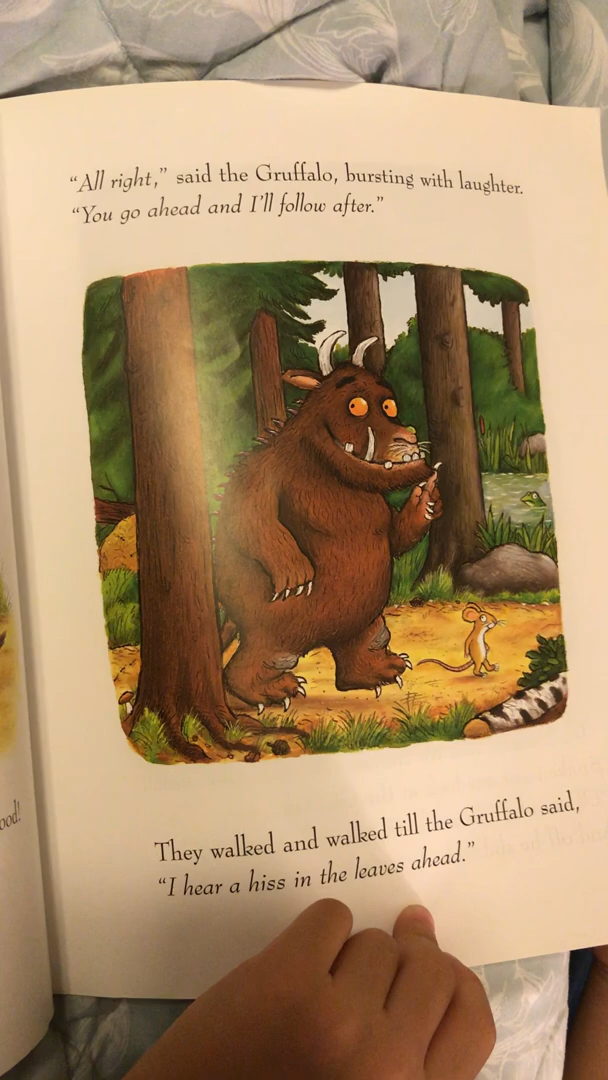 “All right,” said the Gruffalo, bursting with laughter.
“You go ahead and I’ll follow after.”
ood!
They walked and walked till the Gruffalo said,
“I hear a hiss in the leaves ahead.”